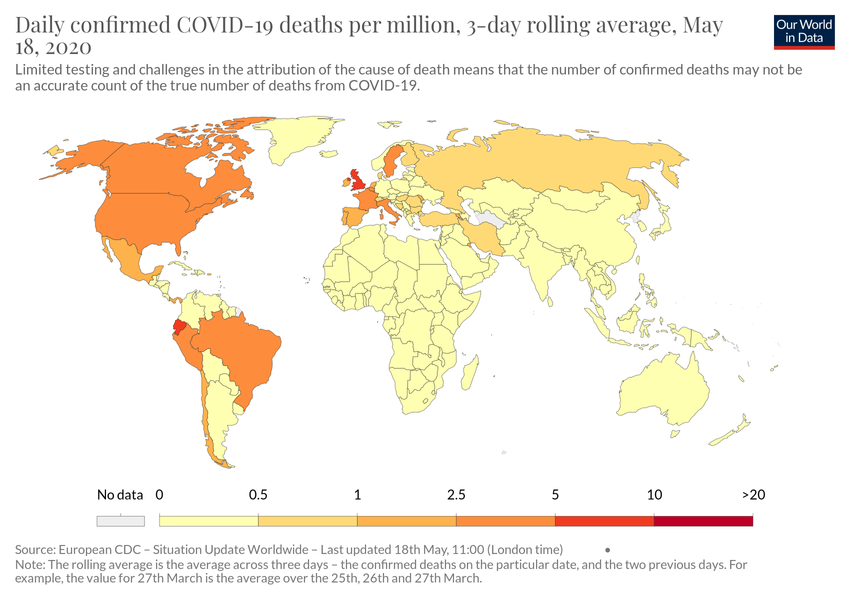 Daily confirmed COVID-19 deaths per million, 3-day rolling average, May
18, 2020
Our World
in Data
Limited testing and challenges in the attribution of the cause of death means that the number of confirmed deaths may not be
an accurate count of the true number of deaths from COVID-19.
No data 0 0.5 1 2.5 5 10 >20
Source: European CDC – Situation Update Worldwide – Last updated 18th May, 11:00 (London time) •
Note: The rolling average is the average across three days – the confirmed deaths on the particular date, and the two previous days. For
example, the value for 27th March is the average over the 25th, 26th and 27th March.